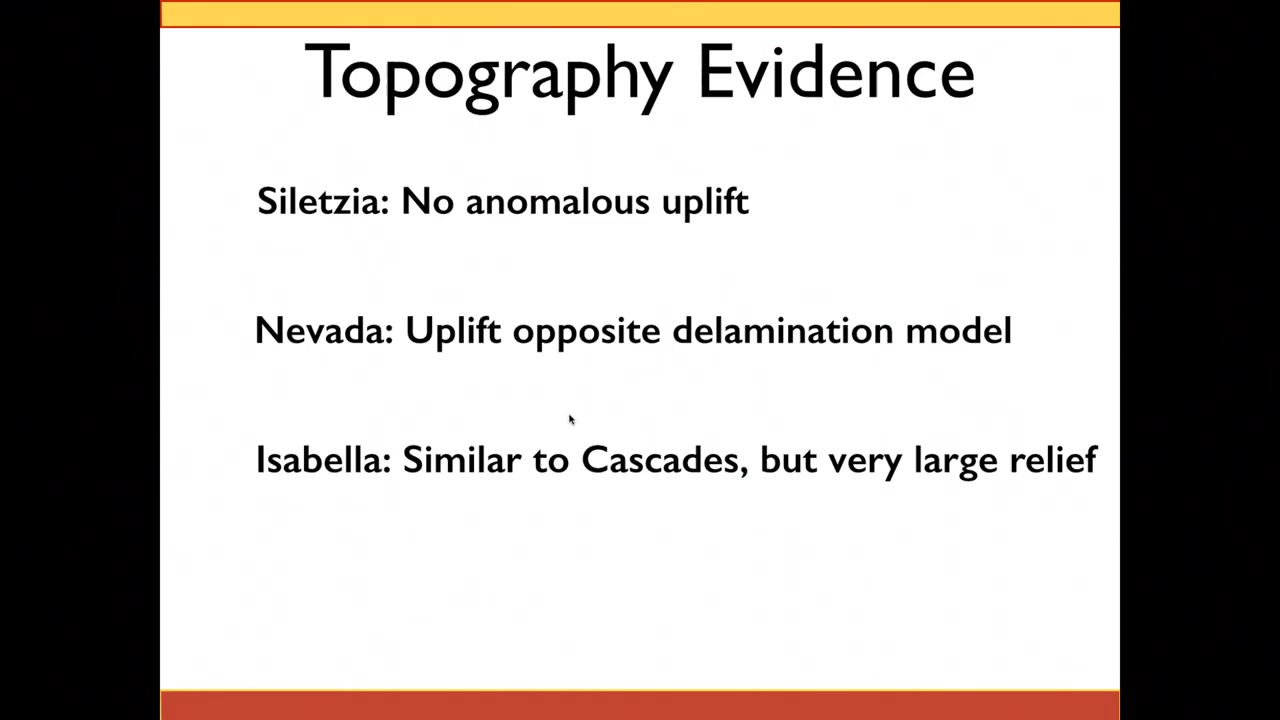 Topography Evidence
Siletzia: No anomalous uplift
Nevada: Uplift opposite delamination model
Isabella: Similar to Cascades, but very large relief